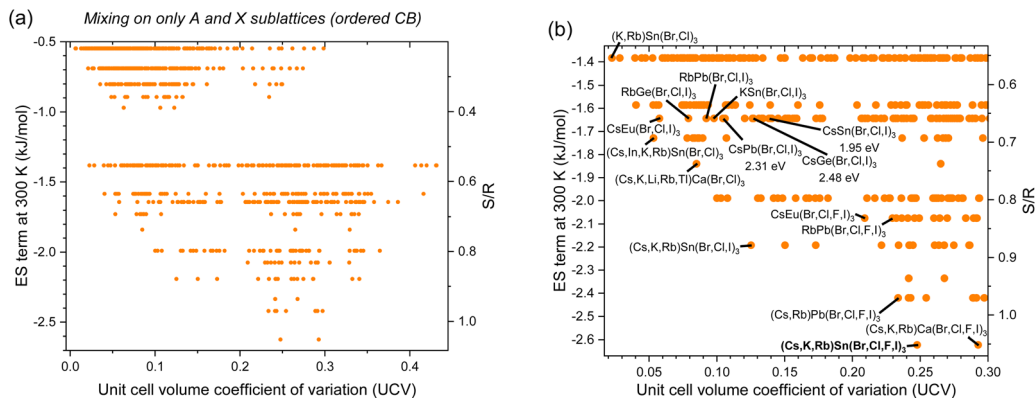 (a)
Mixing on only A and X sublattices (ordered CB)
ES term at 300 K (kJ/mol)
-0.5
-1.0
-1.5
-2.0
-2.5
0.4
0.6
0.8
1.0
S/R
0.0 0.1 0.2 0.3 0.4
Unit cell volume coefficient of variation (UCV)
(b)
ES term at 300 K (kJ/mol)
-1.4
-1.5
-1.6
-1.7
-1.8
-1.9
-2.0
-2.1
-2.2
-2.3
-2.4
-2.5
-2.6
(K,Rb)Sn(Br,Cl)3
RbPb(Br,Cl,I)3
RbGe(Br,Cl,I)3
KSn(Br,Cl,I)3
CsEu(Br,Cl,I)3
CsSn(Br,Cl,I)3
1.95 eV
CsPb(Br,Cl,I)3
2.31 eV
CsGe(Br,Cl,I)3
2.48 eV
(Cs,In,K,Rb)Sn(Br,Cl)3
(Cs,K,Li,Rb,Tl)Ca(Br,Cl)3
CsEu(Br,Cl,F,I)3
RbPb(Br,Cl,F,I)3
(Cs,K,Rb)Sn(Br,Cl,I)3
(Cs,Rb)Pb(Br,Cl,F,I)3
(Cs,K,Rb)Ca(Br,Cl,F,I)3
(Cs,K,Rb)Sn(Br,Cl,F,I)3
0.6
0.7
0.8
0.9
1.0
S/R
0.05 0.10 0.15 0.20 0.25 0.30
Unit cell volume coefficient of variation (UCV)